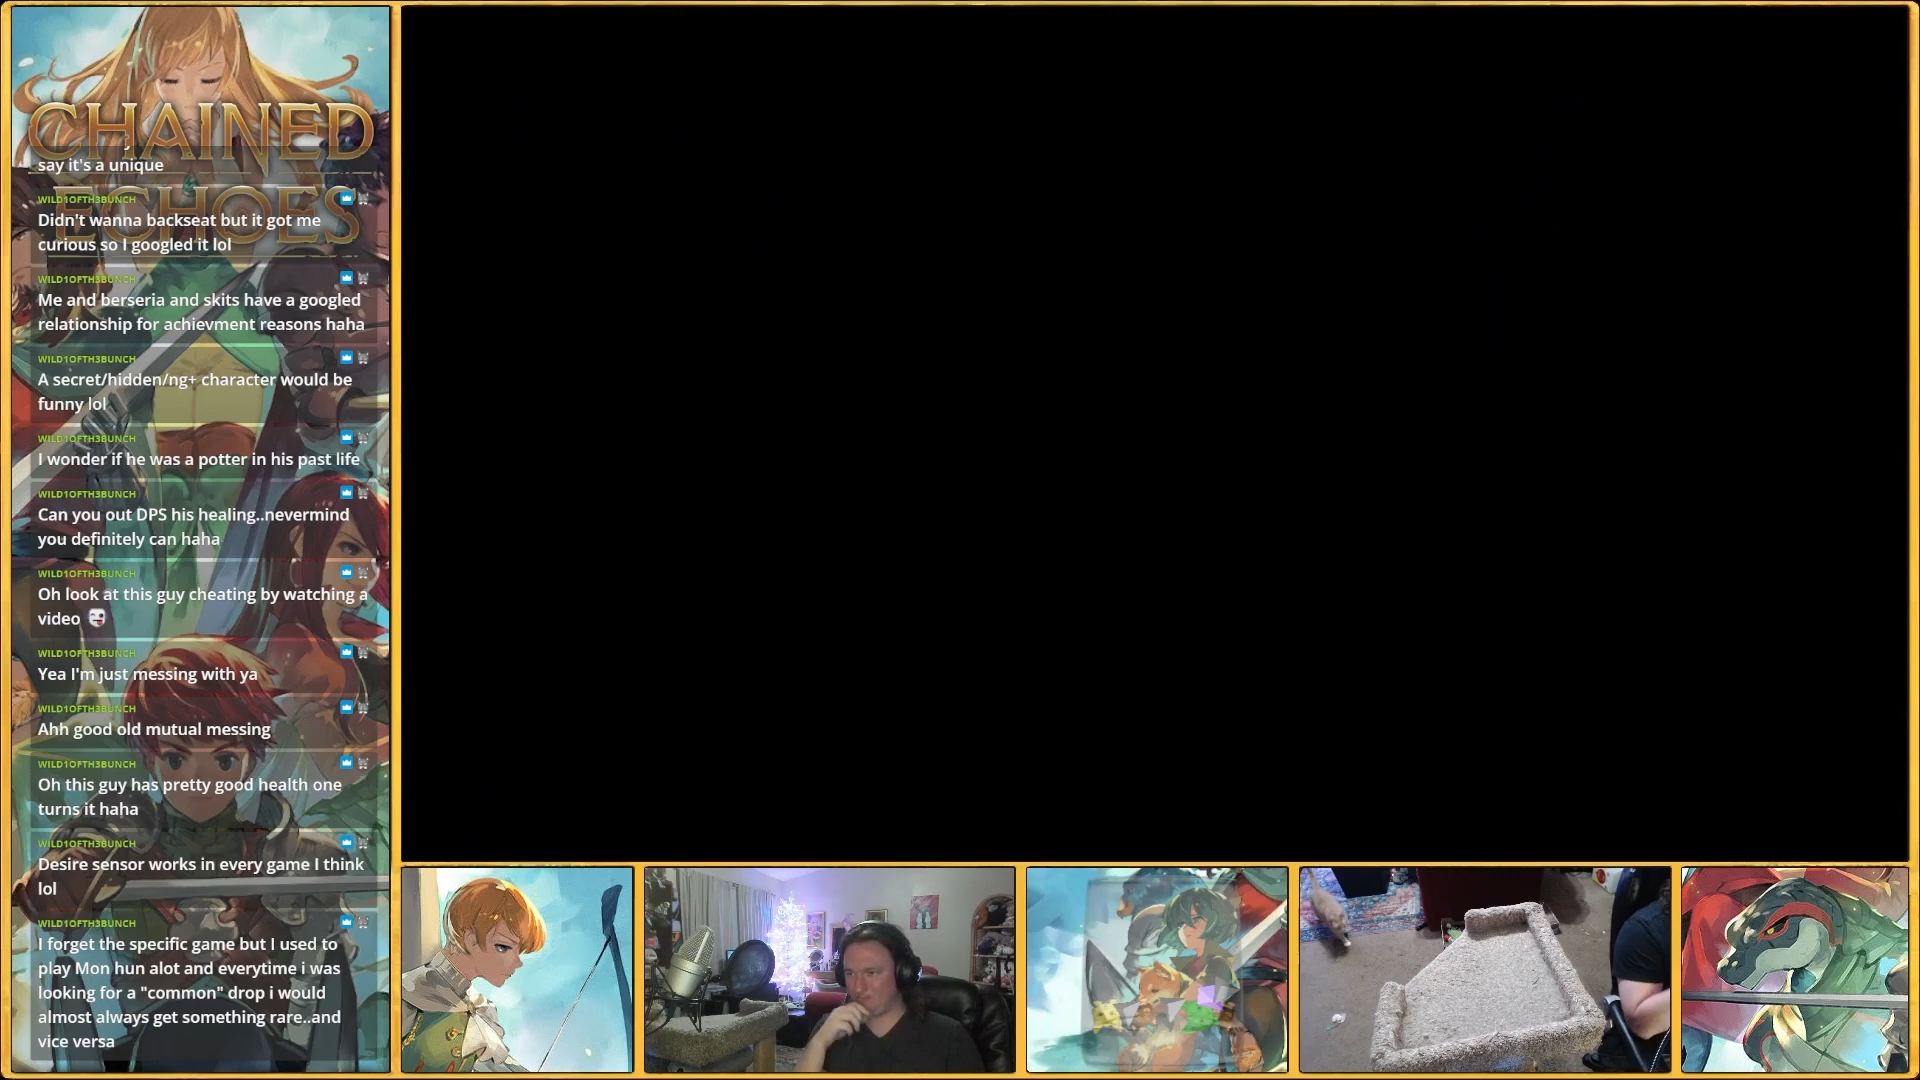 CHAINED
ECHOES
say it's a unique
WILD1OFTH3BUNCH
Didn't wanna backseat but it got me
curious so I googled it lol
WILD1OFTH3BUNCH
Me and berseria and skits have a googled
relationship for achievment reasons haha
WILD1OFTH3BUNCH
A secret/hidden/ng+ character would be
funny lol
WILD1OFTH3BUNCH
I wonder if he was a potter in his past life
WILD1OFTH3BUNCH
Can you out DPS his healing..nevermind
you definitely can haha
WILD1OFTH3BUNCH
Oh look at this guy cheating by watching a
video
WILD1OFTH3BUNCH
Yea I'm just messing with ya
WILD1OFTH3BUNCH
Ahh good old mutual messing
WILD1OFTH3BUNCH
Oh this guy has pretty good health one
turns it haha
WILD1OFTH3BUNCH
Desire sensor works in every game I think
lol
WILD1OFTH3BUNCH
I forget the specific game but I used to
play Mon hun alot and everytime i was
looking for a "common" drop i would
almost always get something rare..and
vice versa